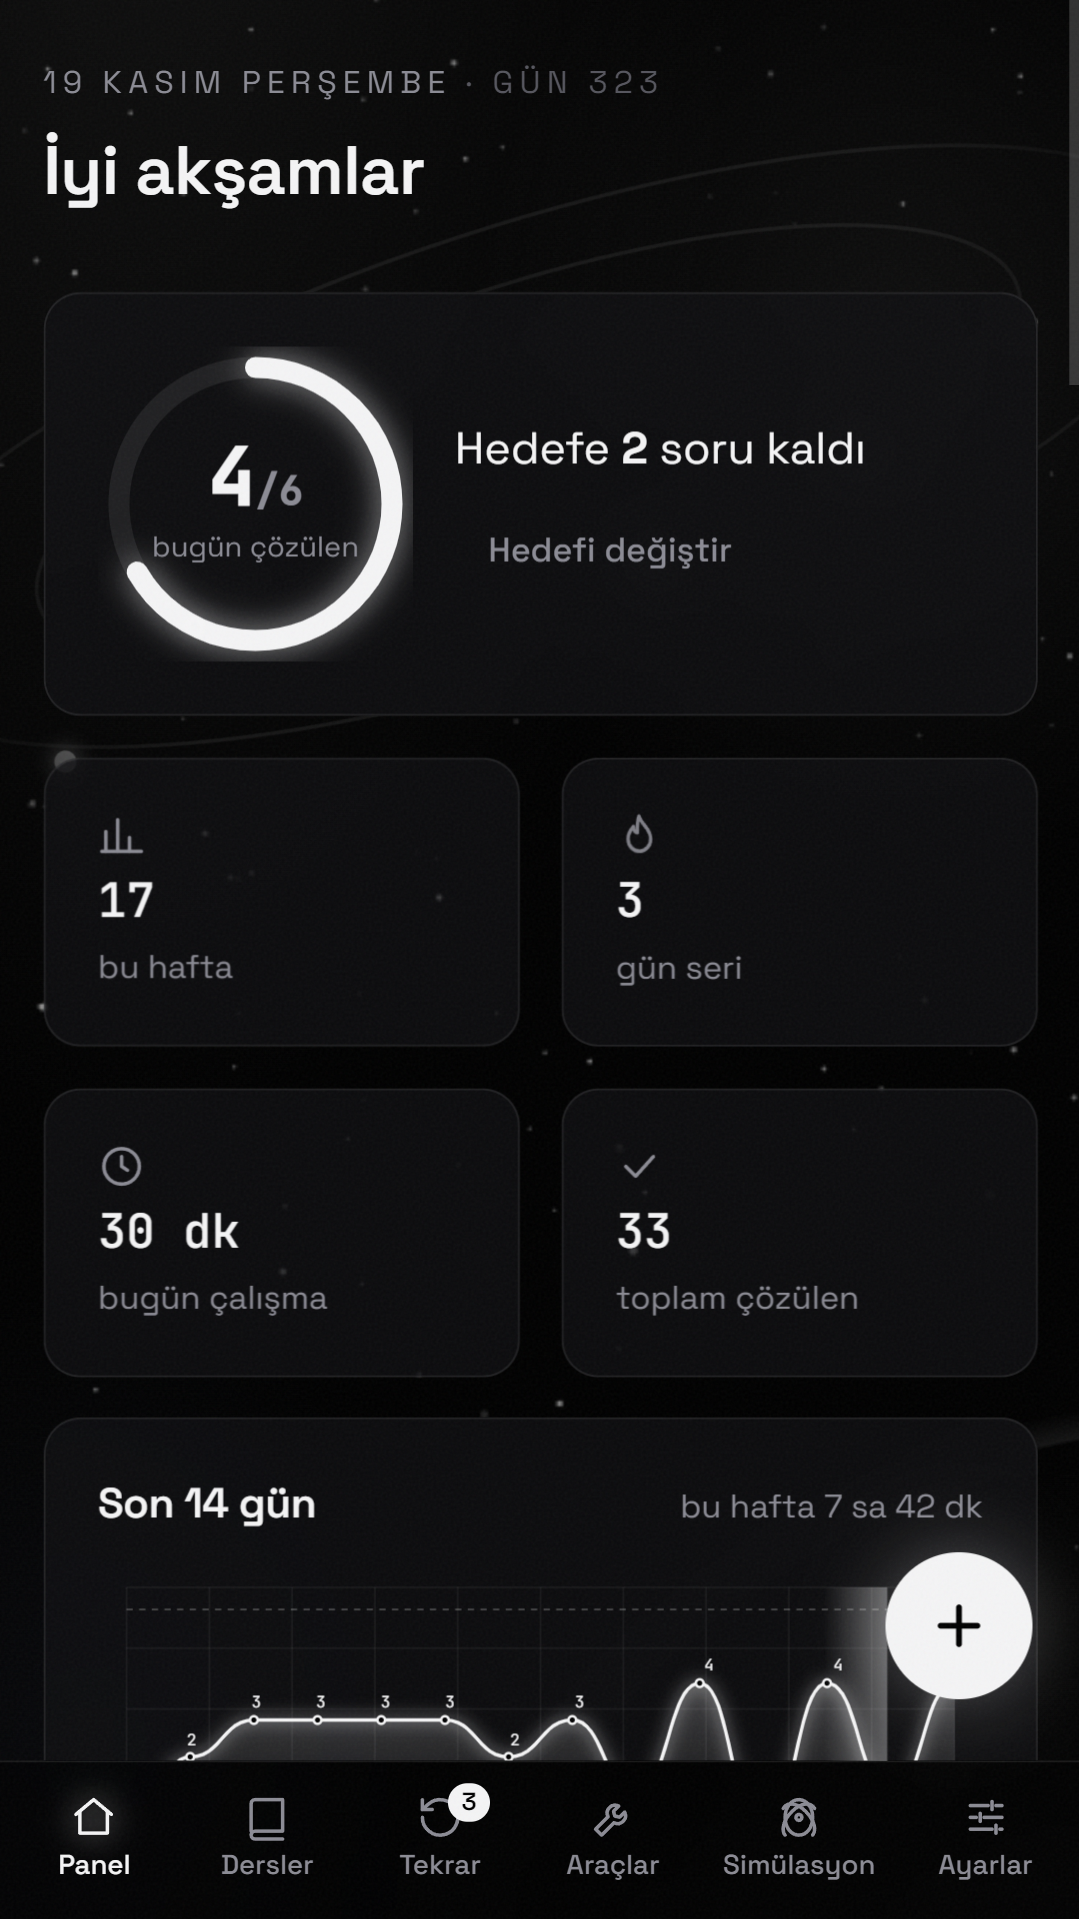 19 KASIM PERŞEMBE · GÜN 323
İyi akşamlar
4/6
bugün çözülen
Hedefe 2 soru kaldı
Hedefi değiştir
17
bu hafta
3
gün seri
30 dk
bugün çalışma
33
toplam çözülen
Son 14 gün
bu hafta 7 sa 42 dk
2 3 3 3 3 2 3 4 4
3
Panel
Dersler
Tekrar
Araçlar
Simülasyon
Ayarlar